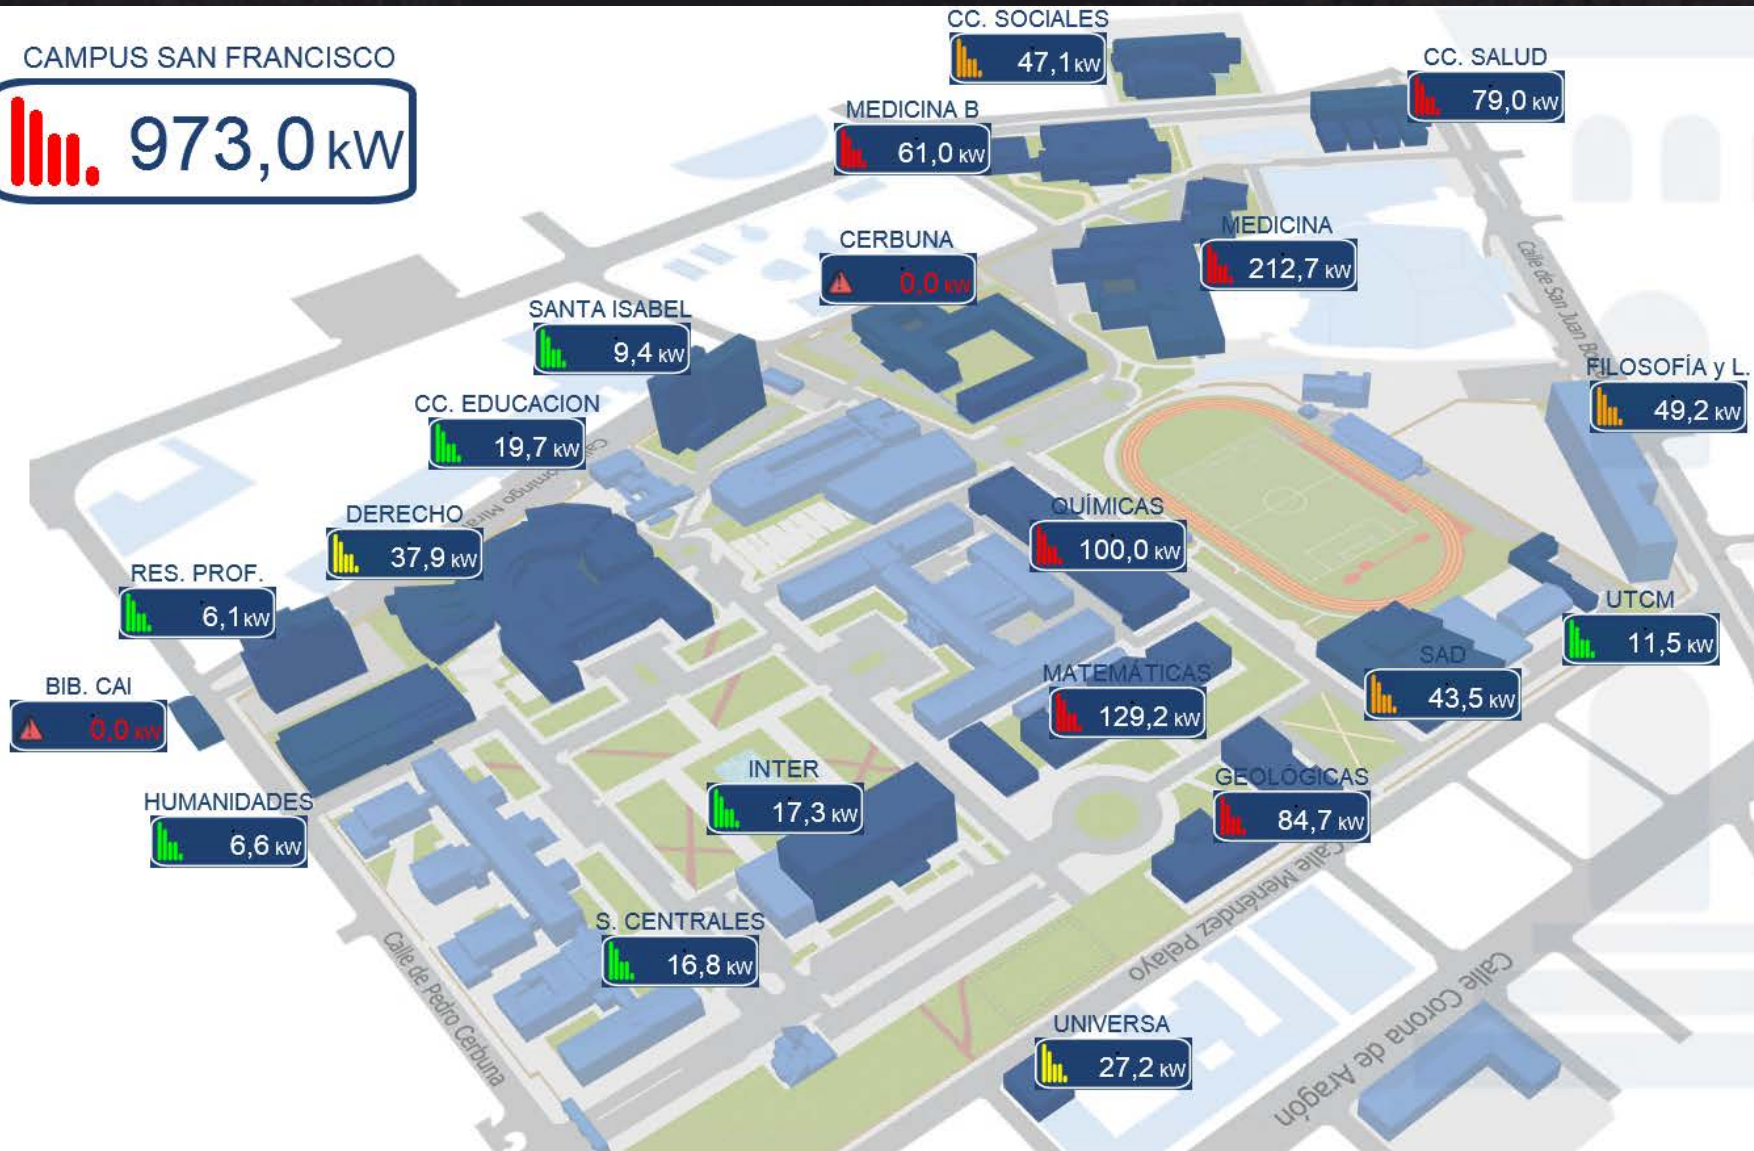 CAMPUS SAN FRANCISCO
973,0 kW
CC. SOCIALES
47,1 kW
CC. SALUD
79,0 kW
MEDICINA B
61,0 kW
CERBUNA
0,0 kW
MEDICINA
212,7 kW
Calle de San Juan Bosco
SANTA ISABEL
9,4 kW
FILOSOFÍA y L.
49,2 kW
CC. EDUCACION
19,7 kW
DERECHO
37,9 kW
QUÍMICAS
100,0 kW
RES. PROF.
6,1 kW
UTCM
11,5 kW
SAD
43,5 kW
BIB. CAI
0,0 kW
MATEMÁTICAS
129,2 kW
INTER
17,3 kW
GEOLÓGICAS
84,7 kW
HUMANIDADES
6,6 kW
Calle Menéndez Pelayo
S. CENTRALES
16,8 kW
Calle de Pedro Cerbuna
UNIVERSA
27,2 kW
Calle Corona de Aragón